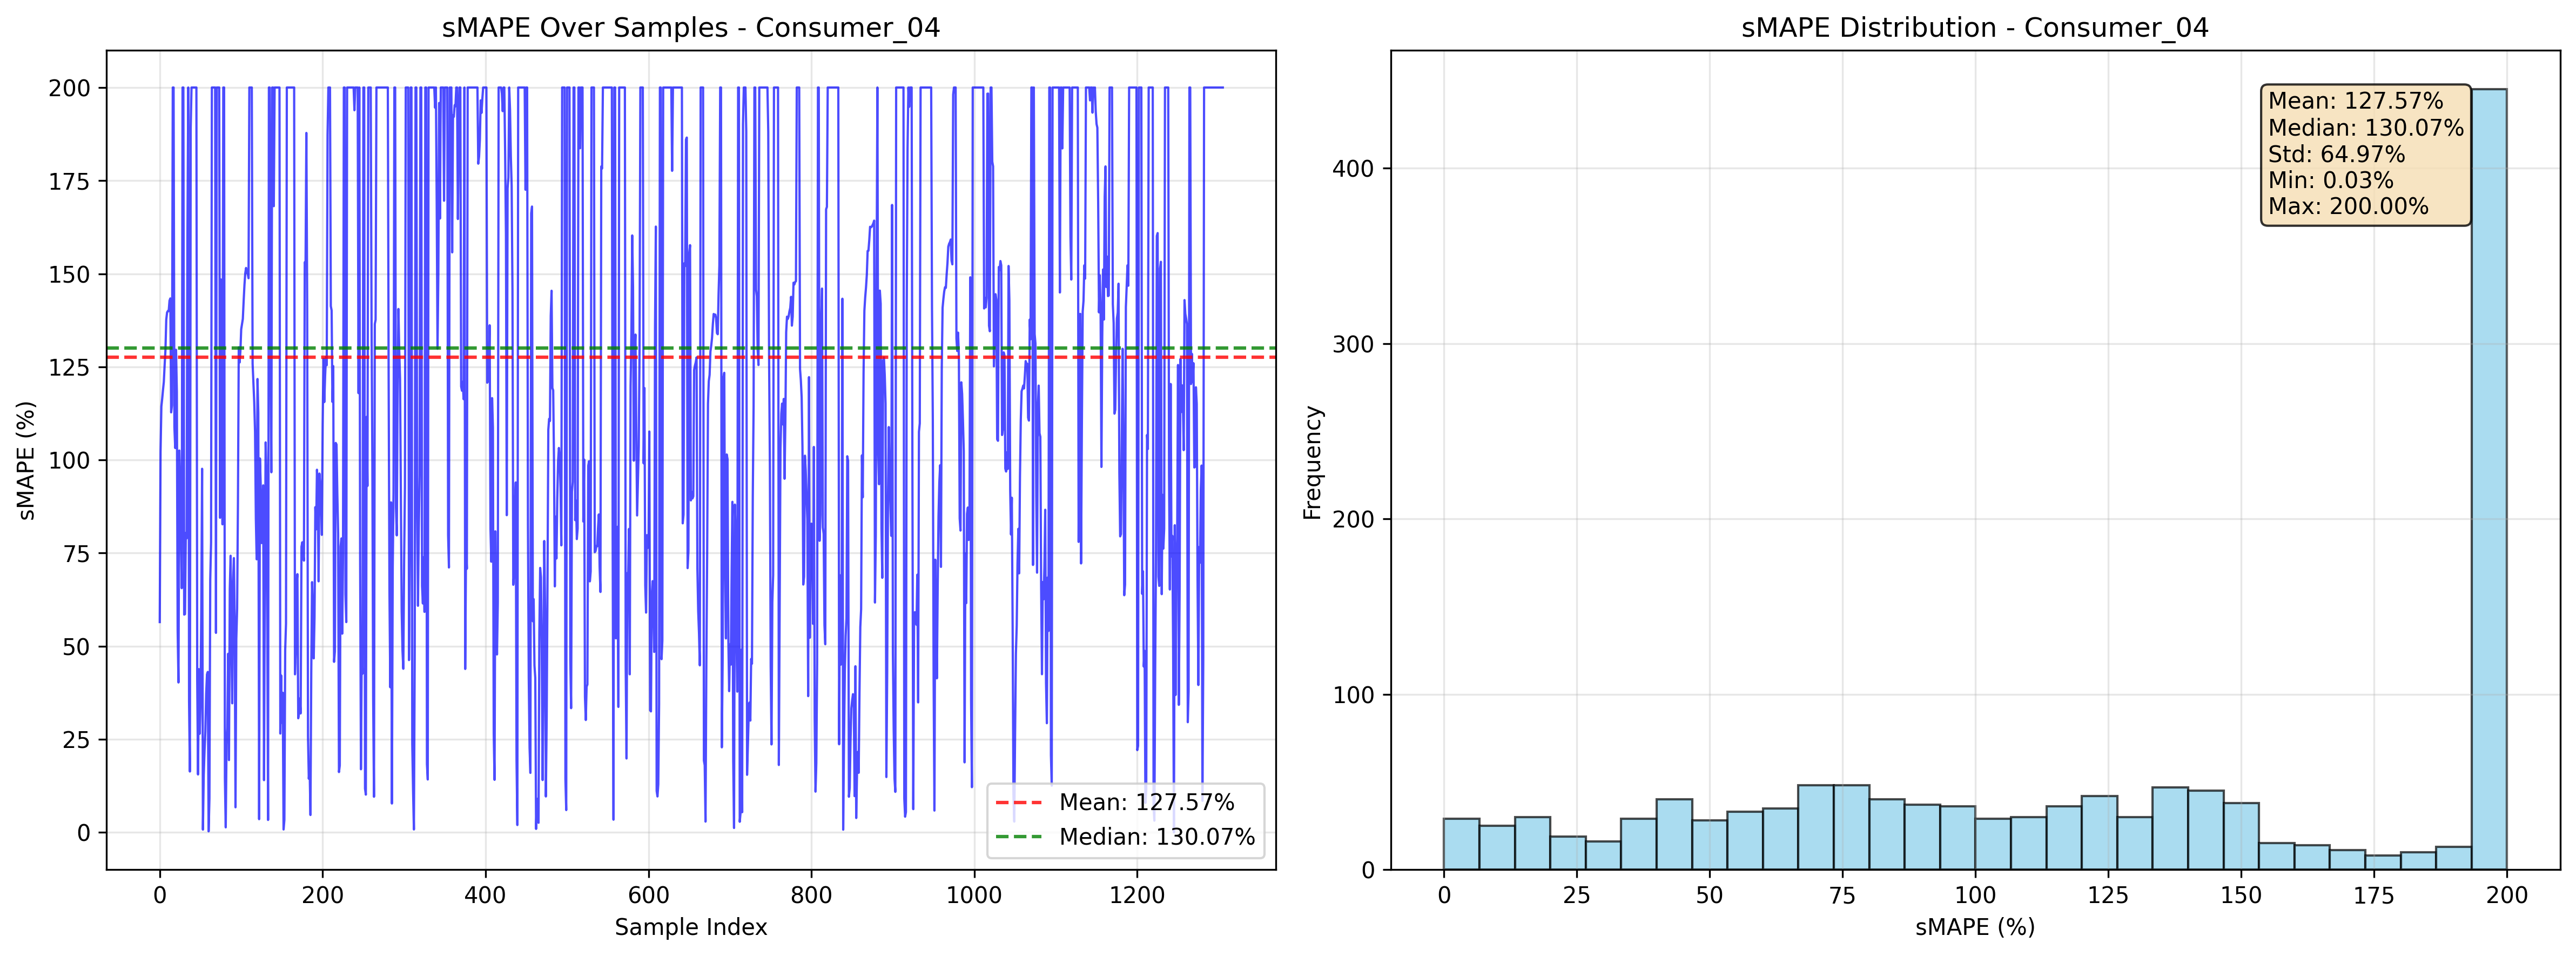 sMAPE Over Samples - Consumer_04
sMAPE (%)
200
175
150
125
100
75
50
25
0
0 200 400 600 800 1000 1200
Sample Index
Mean: 127.57%
Median: 130.07%
sMAPE Distribution - Consumer_04
Frequency
400
300
200
100
0
0 25 50 75 100 125 150 175 200
sMAPE (%)
Mean: 127.57%
Median: 130.07%
Std: 64.97%
Min: 0.03%
Max: 200.00%